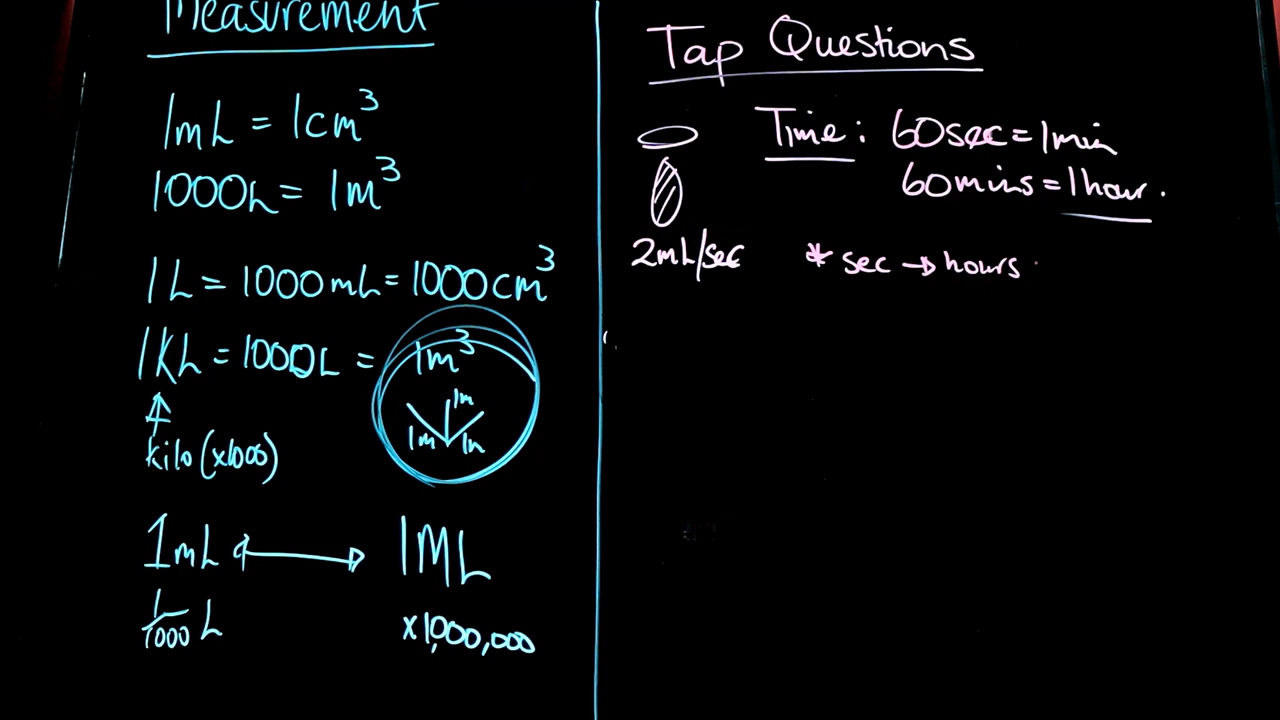 Measurement
1mL = 1cm³
1000L = 1m³
1L = 1000mL = 1000cm³
1KL = 1000L = 1m³
1m
1m
1m
kilo (x1000)
1mL ↔ 1ML
1/1000 L
x1,000,000
Tap Questions
Time: 60sec = 1min
60mins = 1hour.
2mL/sec
* sec → hours